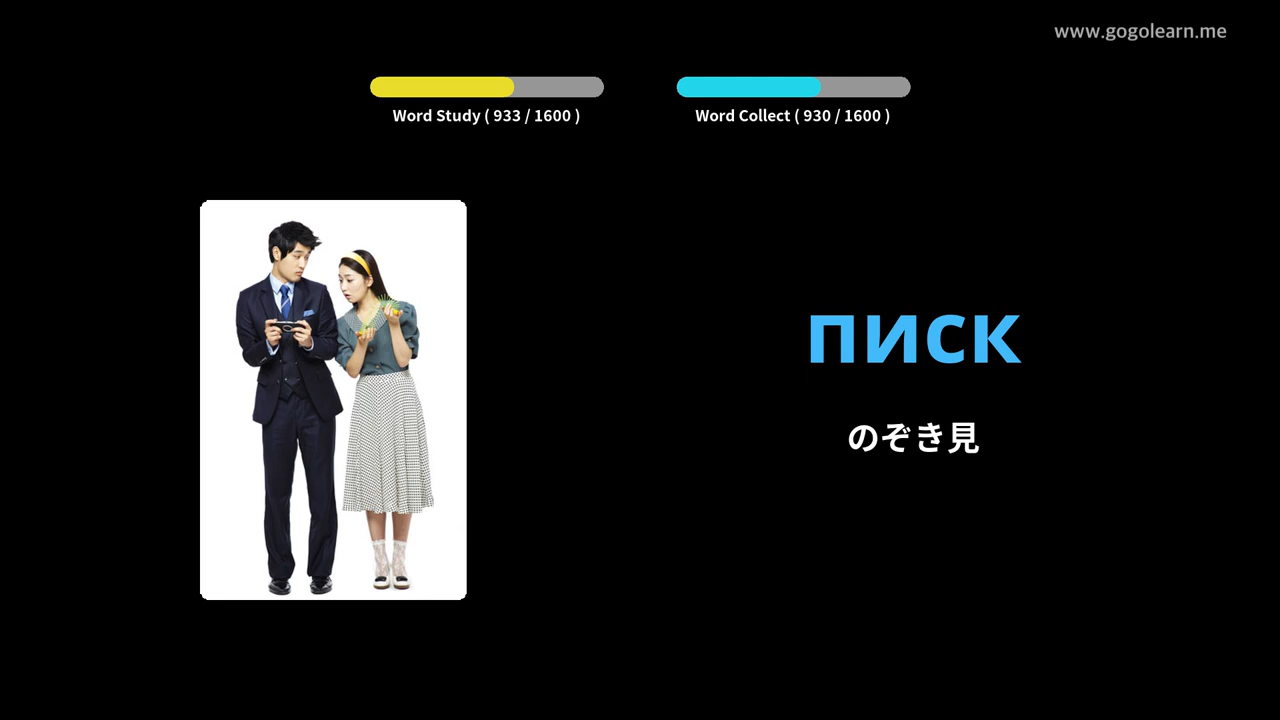 www.gogolearn.me
Word Study ( 933 / 1600 )
Word Collect ( 930 / 1600 )
писк
のぞき見